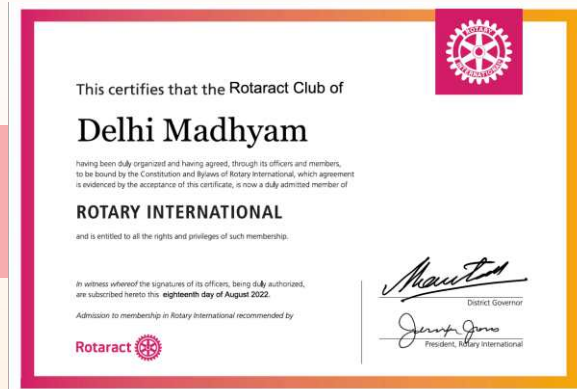 ROTARY
INTERNATIONAL
This certifies that the Rotaract Club of
Delhi Madhyam
having been duly organized and having agreed, through its officers and members,
to be bound by the Constitution and Bylaws of Rotary International, which agreement
is evidenced by the acceptance of this certificate, is now a duly admitted member of
ROTARY INTERNATIONAL
and is entitled to all the rights and privileges of such membership.
In witness whereof the signatures of its officers, being duly authorized,
are subscribed hereto this eighteenth day of August 2022.
Admission to membership in Rotary International recommended by
Rotaract
District Governor
President, Rotary International